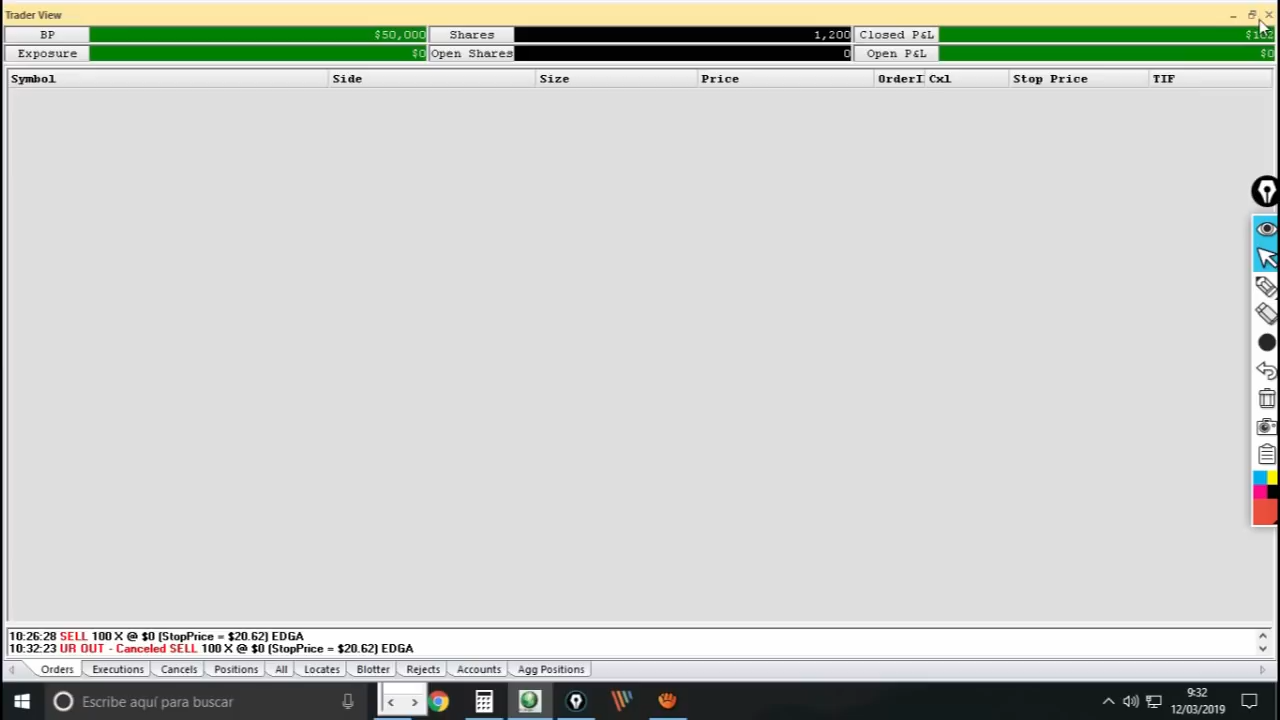 Trader View
BP $50,000 Shares 1,200 Closed P&L $102
Exposure $0 Open Shares 0 Open P&L $0
Symbol Side Size Price OrderI Cxl Stop Price TIF
10:26:28 SELL 100 X @ $0 (StopPrice = $20.62) EDGA
10:32:23 UR OUT - Canceled SELL 100 X @ $0 (StopPrice = $20.62) EDGA
Orders Executions Cancels Positions All Locates Blotter Rejects Accounts Agg Positions
Escribe aquí para buscar
9:32
12/03/2019